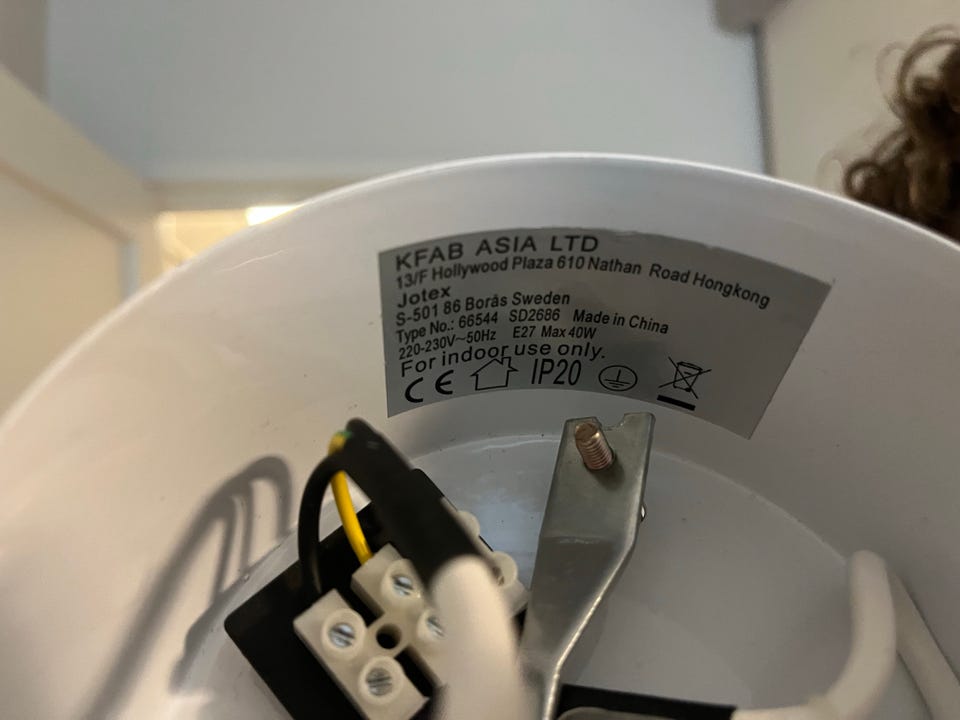 KFAB ASIA LTD
13/F Hollywood Plaza 610 Nathan Road Hongkong
Jotex
S-501 86 Borås Sweden
Type No.: 66544 SD2686 Made in China
220-230V~50Hz E27 Max 40W
For indoor use only.
CE IP20